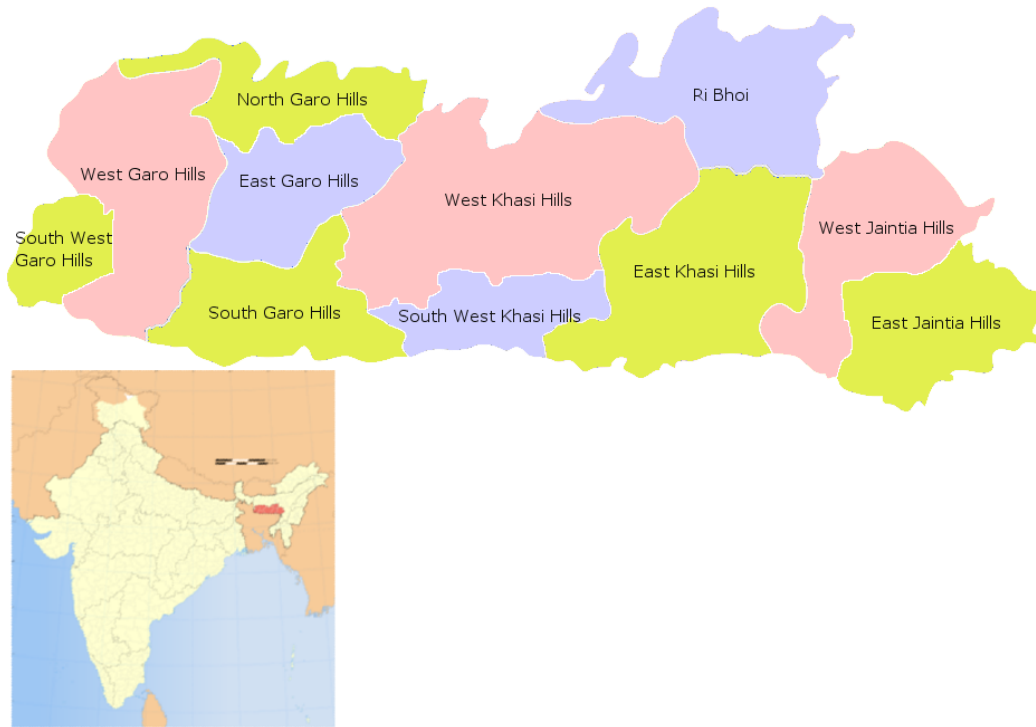 North Garo Hills
Ri Bhoi
West Garo Hills
East Garo Hills
West Khasi Hills
West Jaintia Hills
South West
Garo Hills
East Khasi Hills
South Garo Hills
South West Khasi Hills
East Jaintia Hills